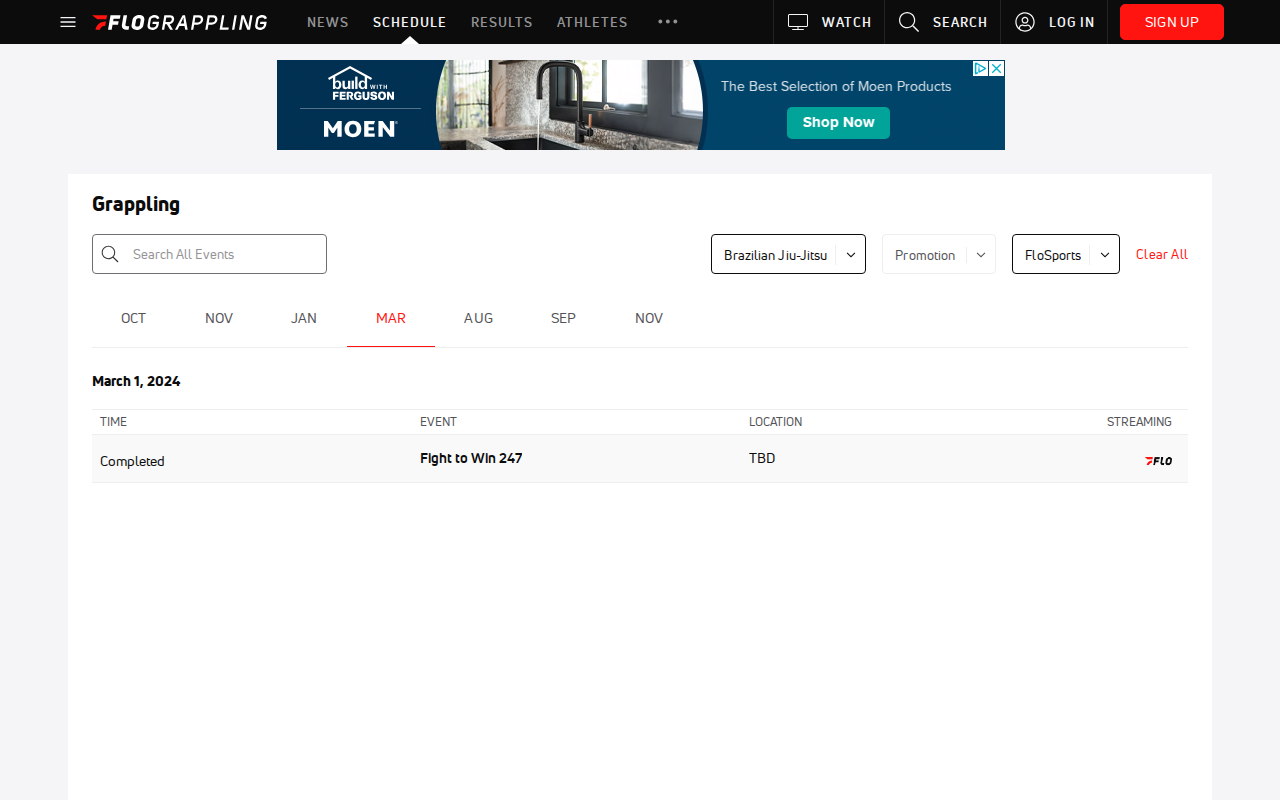 FLOGRAPPLING NEWS SCHEDULE RESULTS ATHLETES WATCH SEARCH LOG IN SIGN UP
build WITH FERGUSON
MOEN
The Best Selection of Moen Products
Shop Now
Grappling
Search All Events Brazilian Jiu-Jitsu Promotion FloSports Clear All
OCT NOV JAN MAR AUG SEP NOV
March 1, 2024
TIME EVENT LOCATION STREAMING
Completed Fight to Win 247 TBD FLO